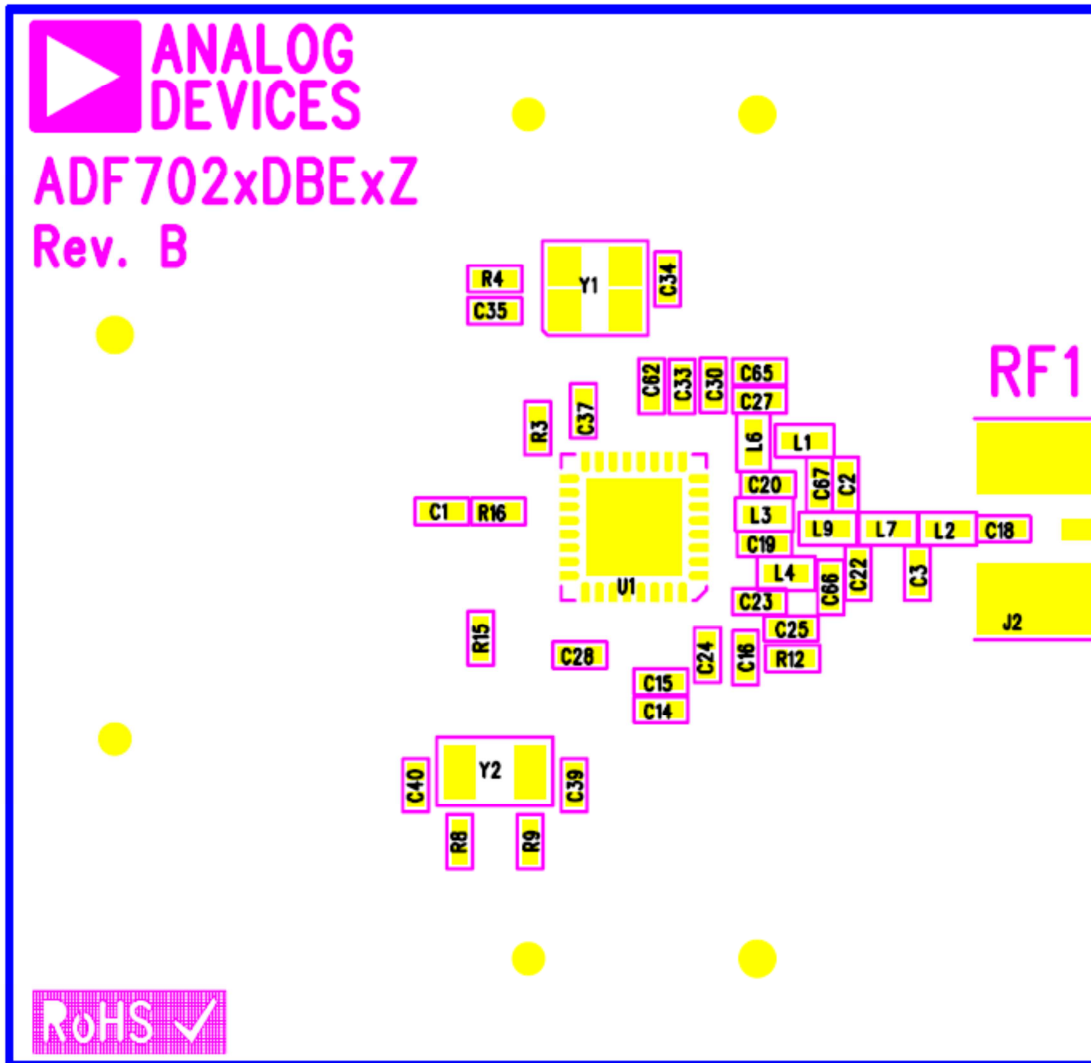 ANALOG
DEVICES
ADF702xDBExZ
Rev. B
R4
Y1
C34
C35
RF1
C62
C33
C30
C65
C27
R3
C37
L6
L1
C20
C67
C2
C1
R16
L3
L9
L7
L2
C18
C19
L4
C66
C22
C3
U1
C23
J2
R15
C25
C28
C24
C16
R12
C15
C14
C40
Y2
C39
R8
R9
RoHS